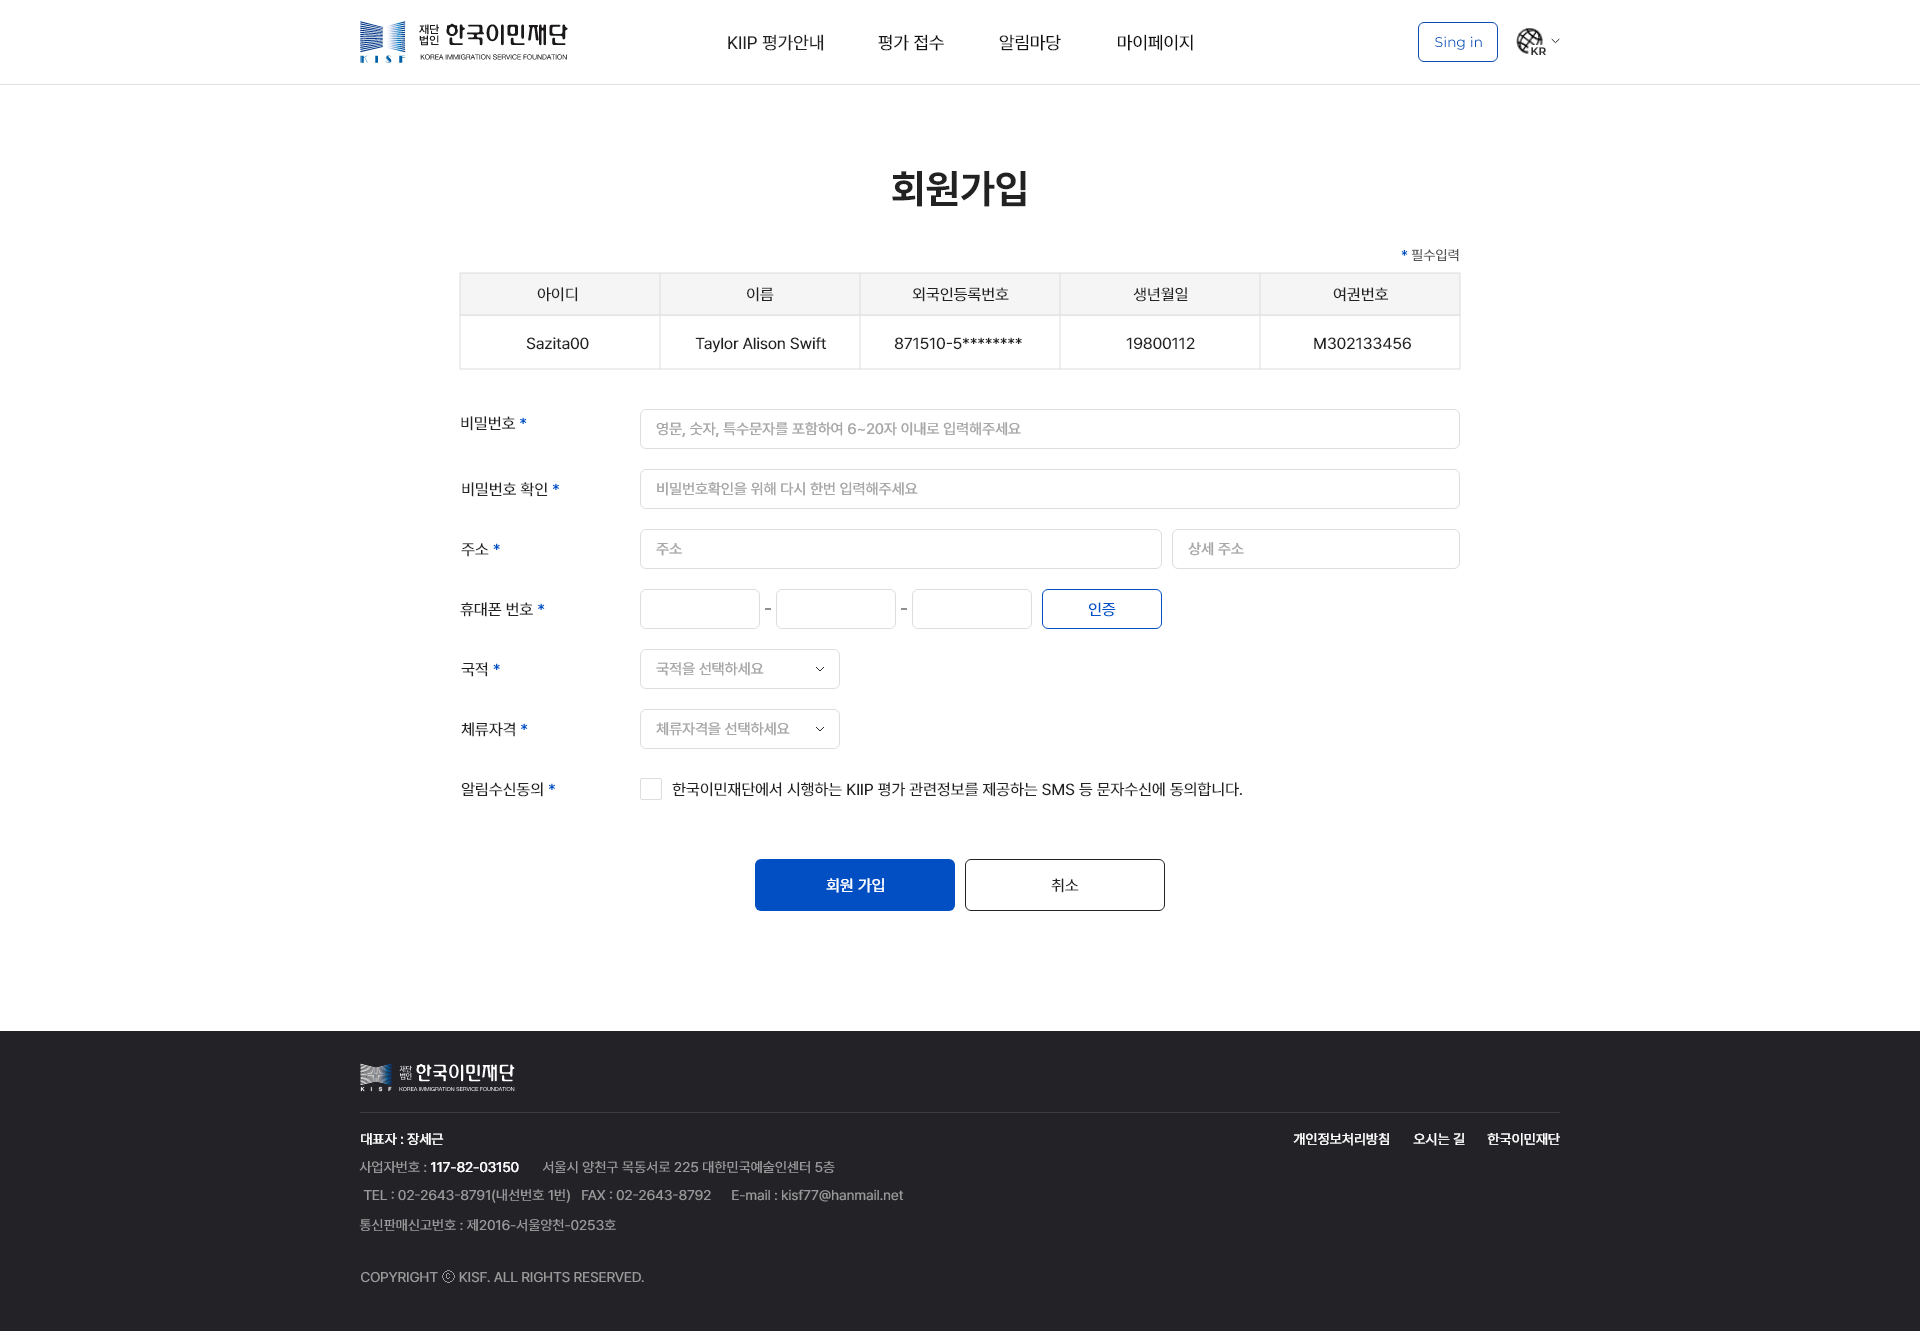 KISF 재단법인 한국이민재단
KOREA IMMIGRATION SERVICE FOUNDATION
KIIP 평가안내 평가 접수 알림마당 마이페이지
Sing in KR
회원가입
* 필수입력
아이디 이름 외국인등록번호 생년월일 여권번호
Sazita00 Taylor Alison Swift 871510-5******** 19800112 M302133456
비밀번호 * 영문, 숫자, 특수문자를 포함하여 6~20자 이내로 입력해주세요
비밀번호 확인 * 비밀번호확인을 위해 다시 한번 입력해주세요
주소 * 주소 상세 주소
휴대폰 번호 * - - 인증
국적 * 국적을 선택하세요
체류자격 * 체류자격을 선택하세요
알림수신동의 * 한국이민재단에서 시행하는 KIIP 평가 관련정보를 제공하는 SMS 등 문자수신에 동의합니다.
회원 가입 취소
KISF 재단법인 한국이민재단
KOREA IMMIGRATION SERVICE FOUNDATION
대표자 : 장세근 개인정보처리방침 오시는 길 한국이민재단
사업자번호 : 117-82-03150 서울시 양천구 목동서로 225 대한민국예술인센터 5층
TEL : 02-2643-8791(내선번호 1번) FAX : 02-2643-8792 E-mail : kisf77@hanmail.net
통신판매신고번호 : 제2016-서울양천-0253호
COPYRIGHT ⓒ KISF. ALL RIGHTS RESERVED.